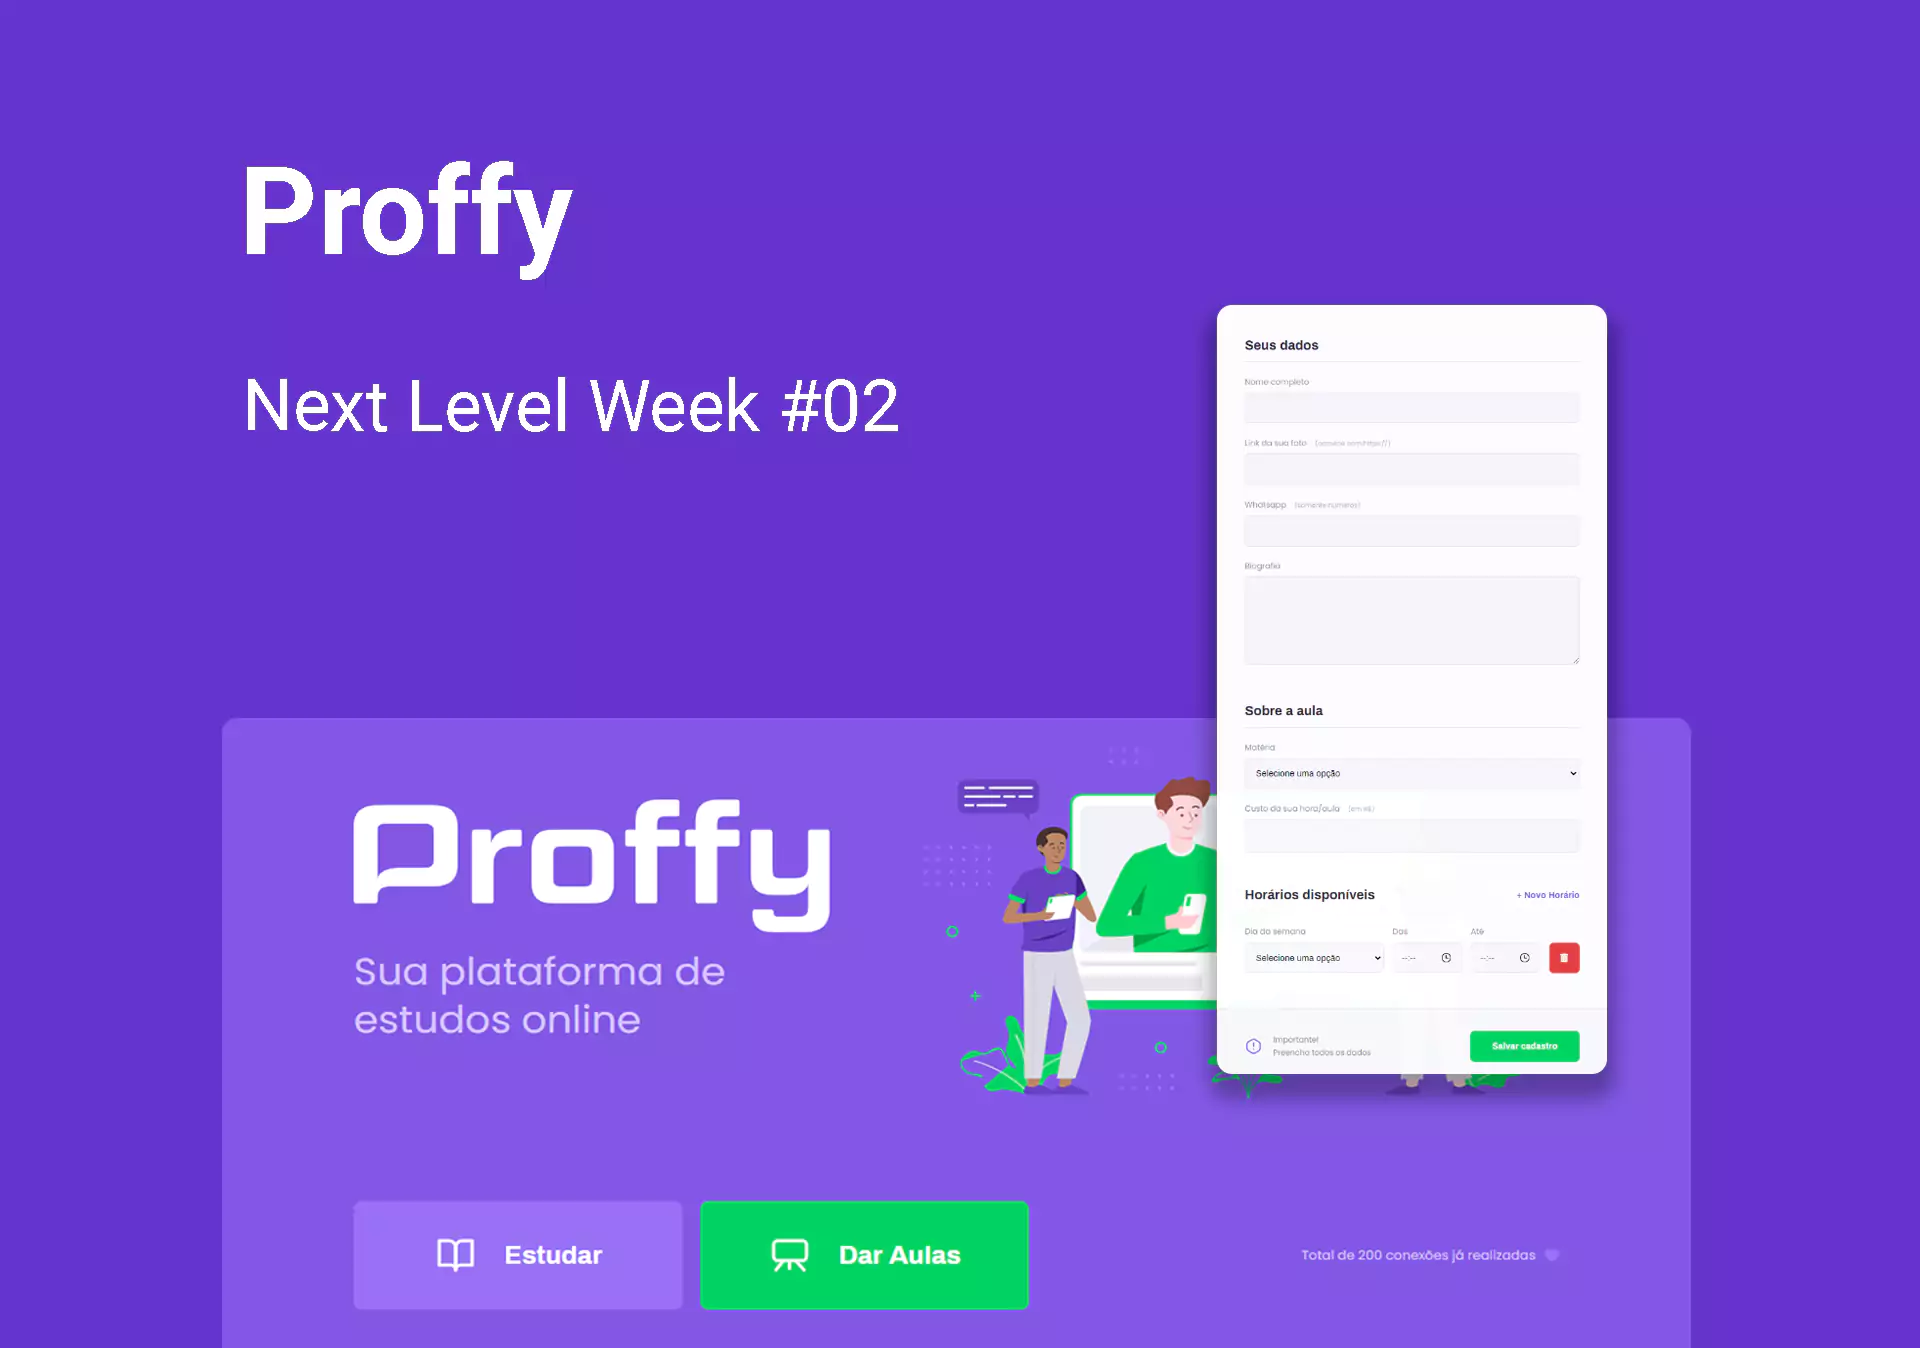 Proffy
Next Level Week #02
Proffy
Sua plataforma de
estudos online
Estudar
Dar Aulas
Total de 200 conexões já realizadas
Seus dados
Nome completo
Link da sua foto
Whatsapp (Somente números)
Biografia
Sobre a aula
Matéria
Selecione uma opção
Custo da sua hora/aula (em R$)
Horários disponíveis
+ Novo Horário
Dia da semana Das Até
Selecione uma opção --:-- --:--
Importante!
Preencha todos os dados
Salvar cadastro